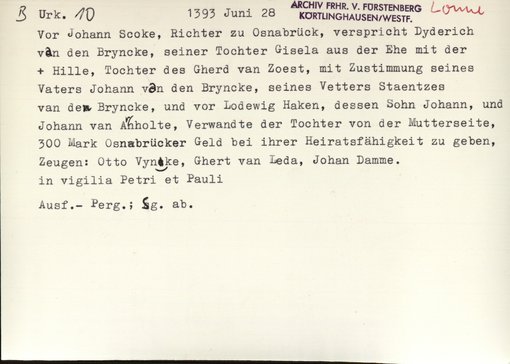 B Urk. 10 1393 Juni 28 ARCHIV FRHR. V. FÜRSTENBERG
KORTLINGHAUSEN/WESTF.
Vor Johann Scoke, Richter zu Osnabrück, verspricht Dyderich
van den Bryncke, seiner Tochter Gisela aus der Ehe mit der
+ Hille, Tochter des Gherd van Zoest, mit Zustimmung seines
Vaters Johann van den Bryncke, seines Vetters Staentzes
van den Bryncke, und vor Lodewig Haken, dessen Sohn Johann, und
Johann van Anholte, Verwandte der Tochter von der Mutterseite,
300 Mark Osnabrücker Geld bei ihrer Heiratsfähigkeit zu geben,
Zeugen: Otto Vyncke, Ghert van Leda, Johan Damme.
in vigilia Petri et Pauli
Ausf.- Perg.; Sg. ab.